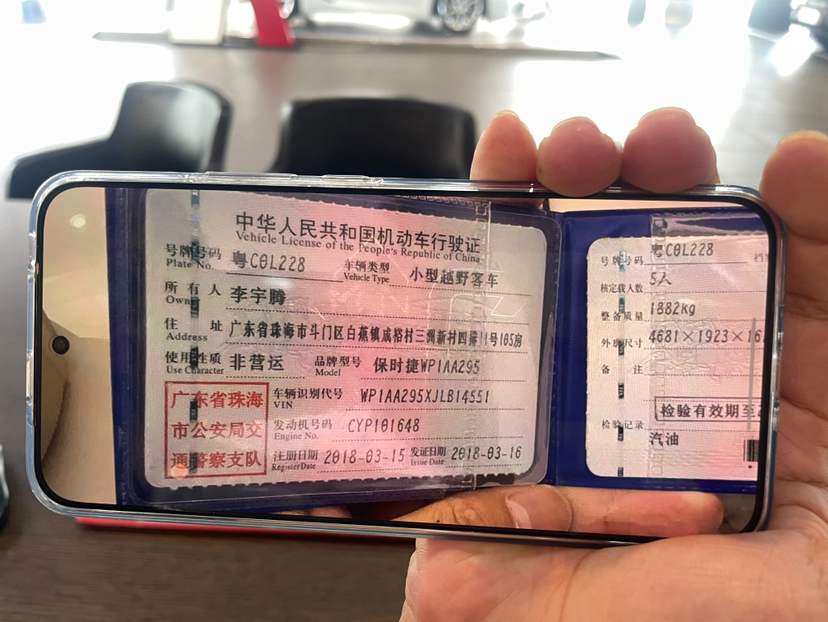 中华人民共和国机动车行驶证
Vehicle License of the People's Republic of China
号牌号码 粤C0L228 车辆类型 小型越野客车
Plate No. Vehicle Type
所有人 李宇腾
Owner
住址 广东省珠海市斗门区白蕉镇成裕村三洲新村四隔11号105房
Address
使用性质 非营运 品牌型号 保时捷WP1AA295
Use Character Model
广东省珠海
市公安局交
通警察支队
车辆识别代号 WP1AA295XJLB14551
VIN
发动机号码 CYP101648
Engine No.
注册日期 2018-03-15 发证日期 2018-03-16
Register Date Issue Date
号牌号码 粤C0L228
核定载人数 5人
整备质量 1882kg
外廓尺寸 4681×1923×16
备注
检验有效期至2
检验记录
汽油